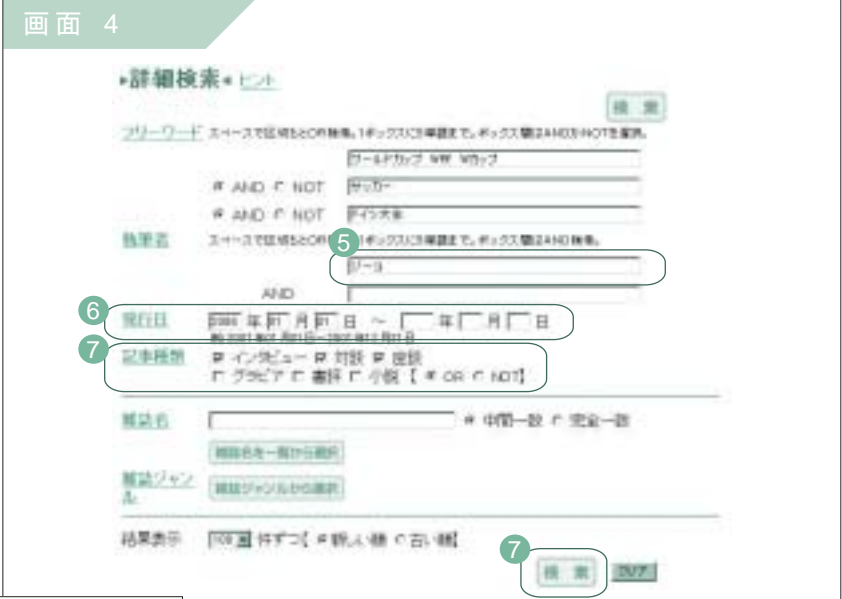 画面 4
▸詳細検索◂ ヒント
検 索
フリーワード スペースで区切るとOR検索。1ボックスに5単語まで。ボックス間はANDかNOTを選択。
ワールドカップ WW Wカップ
AND NOT サッカー
AND NOT ドイツ大会
執筆者 スペースで区切るとOR 5 1ボックスに5単語まで。ボックス間はAND検索。
ジーコ
AND
6
発行日 年 01 月 01 日 ~ 年 月 日
7
記事種類 インタビュー 対談 座談
グラビア 書評 小説 【 OR NOT】
雑誌名 中間一致 完全一致
雑誌名を一覧から選択
雑誌ジャンル 雑誌ジャンルから選択
結果表示 100 件ずつ【 新しい順 古い順】
7
検 索 クリア